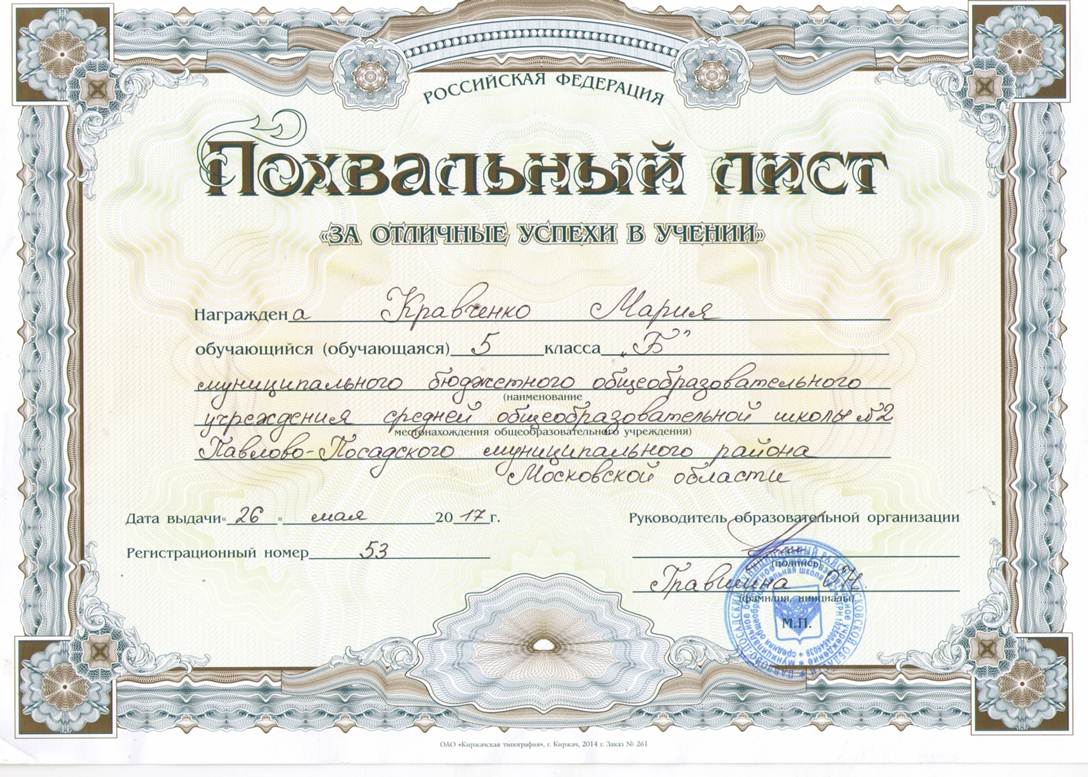 РОССИЙСКАЯ ФЕДЕРАЦИЯ
Похвальный лист
«ЗА ОТЛИЧНЫЕ УСПЕХИ В УЧЕНИИ»
Награжден а Кравченко Мария
обучающийся (обучающаяся) 5 класса „Б"
муниципального бюджетного общеобразовательного
(наименование
учреждения средней общеобразовательной школы №2
местонахождения общеобразовательного учреждения)
Павлово-Посадского муниципального района
Московской области
Дата выдачи « 26 » мая 20 17 г.
Руководитель образовательной организации
Регистрационный номер 53
(подпись)
(фамилия, инициалы)
М.П.
ОАО «Киржачская типография», г. Киржач, 2014 г. Заказ № 261